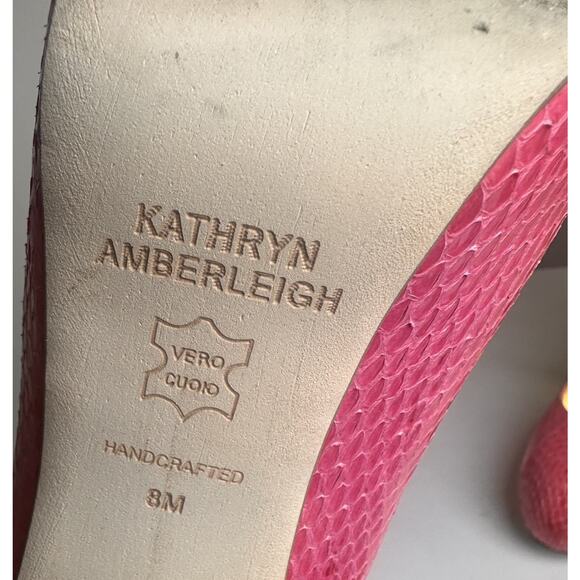 KATHRYN
AMBERLEIGH
VERO
CUOIO
HANDCRAFTED
8M